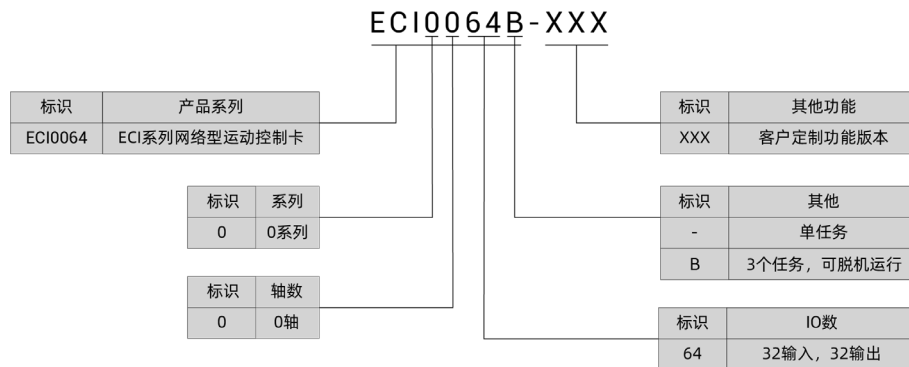 ECI0064B-XXX
标识 产品系列
ECI0064 ECI系列网络型运动控制卡
标识 其他功能
XXX 客户定制功能版本
标识 系列
0 0系列
标识 其他
- 单任务
B 3个任务，可脱机运行
标识 轴数
0 0轴
标识 IO数
64 32输入，32输出